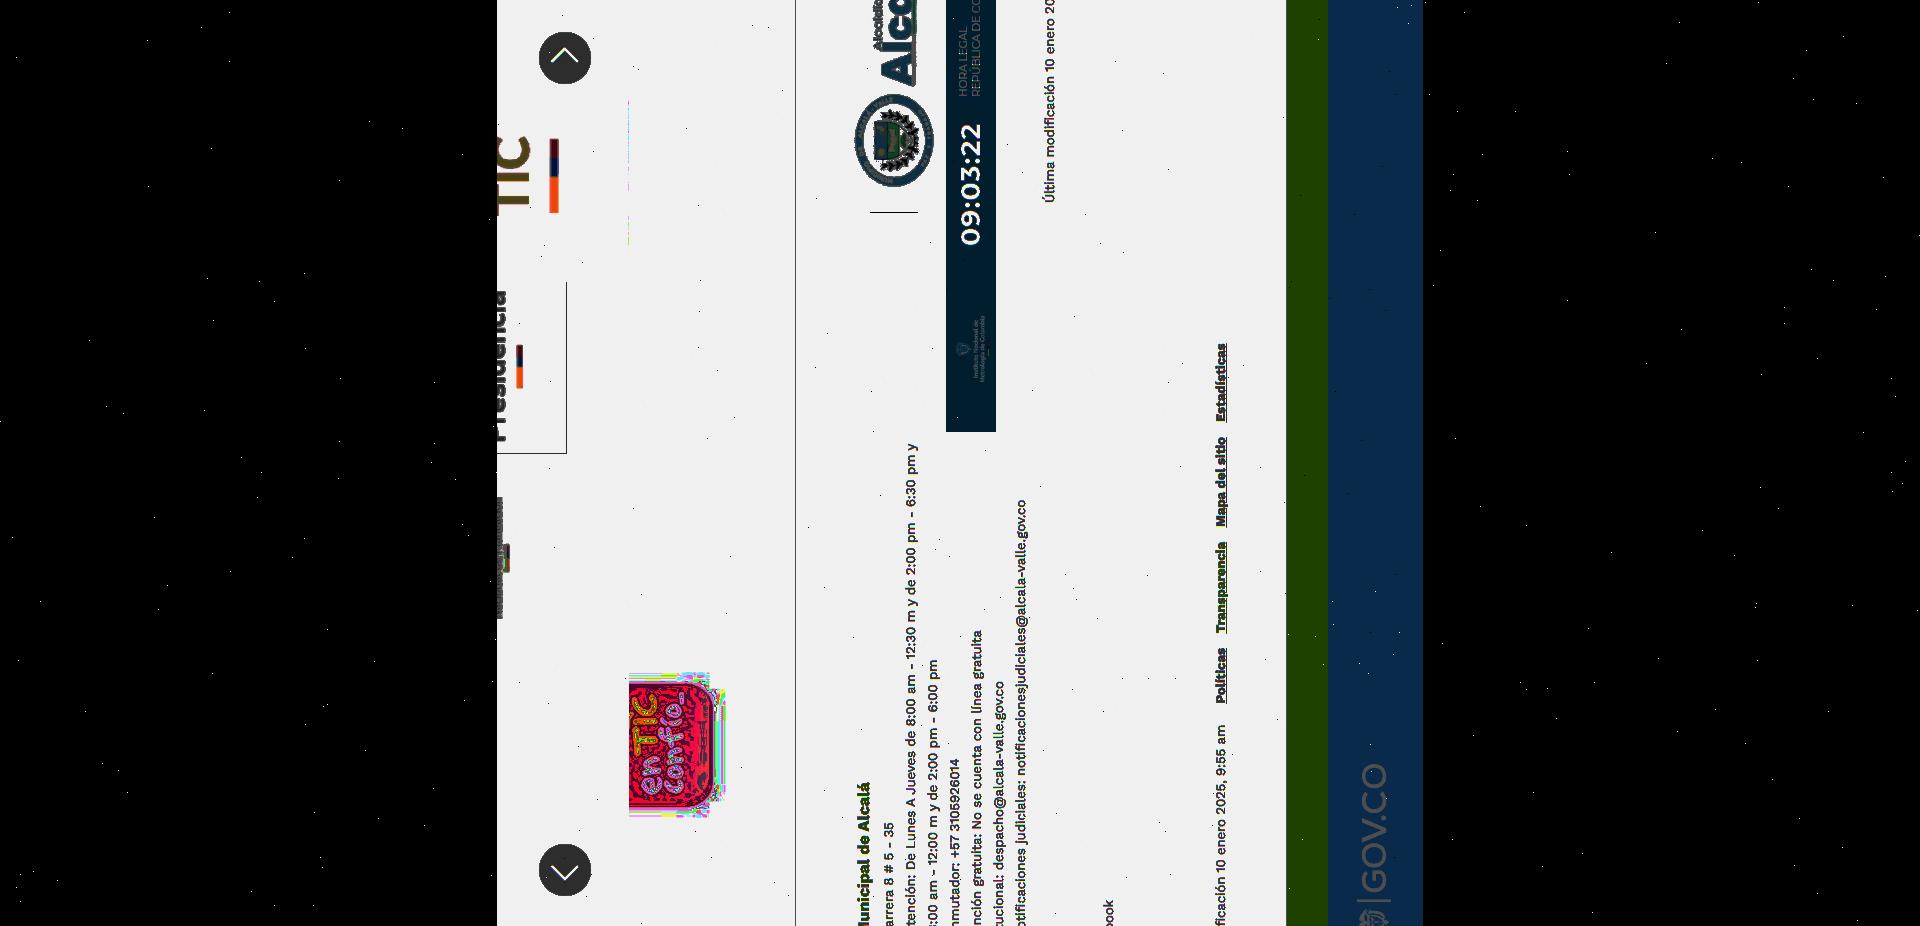 TIC
Presidencia
en TIC
confío_
Municipal de Alcalá
arrera 8 # 5 - 35
tención: De Lunes A Jueves de 8:00 am - 12:30 m y de 2:00 pm - 6:30 pm y
:00 am - 12:00 m y de 2:00 pm - 6:00 pm
nmutador: +57 3105926014
nción gratuita: No se cuenta con línea gratuita
tucional: despacho@alcala-valle.gov.co
otificaciones judiciales: notificacionesjudiciales@alcala-valle.gov.co
Alcaldía
Alca
Instituto Nacional de
Metrología de Colombia
09:03:22
HORA LEGAL
REPÚBLICA DE CO
Última modificación 10 enero 20
ook
ficación 10 enero 2025, 9:55 am Políticas Transparencia Mapa del sitio Estadísticas
GOV.CO